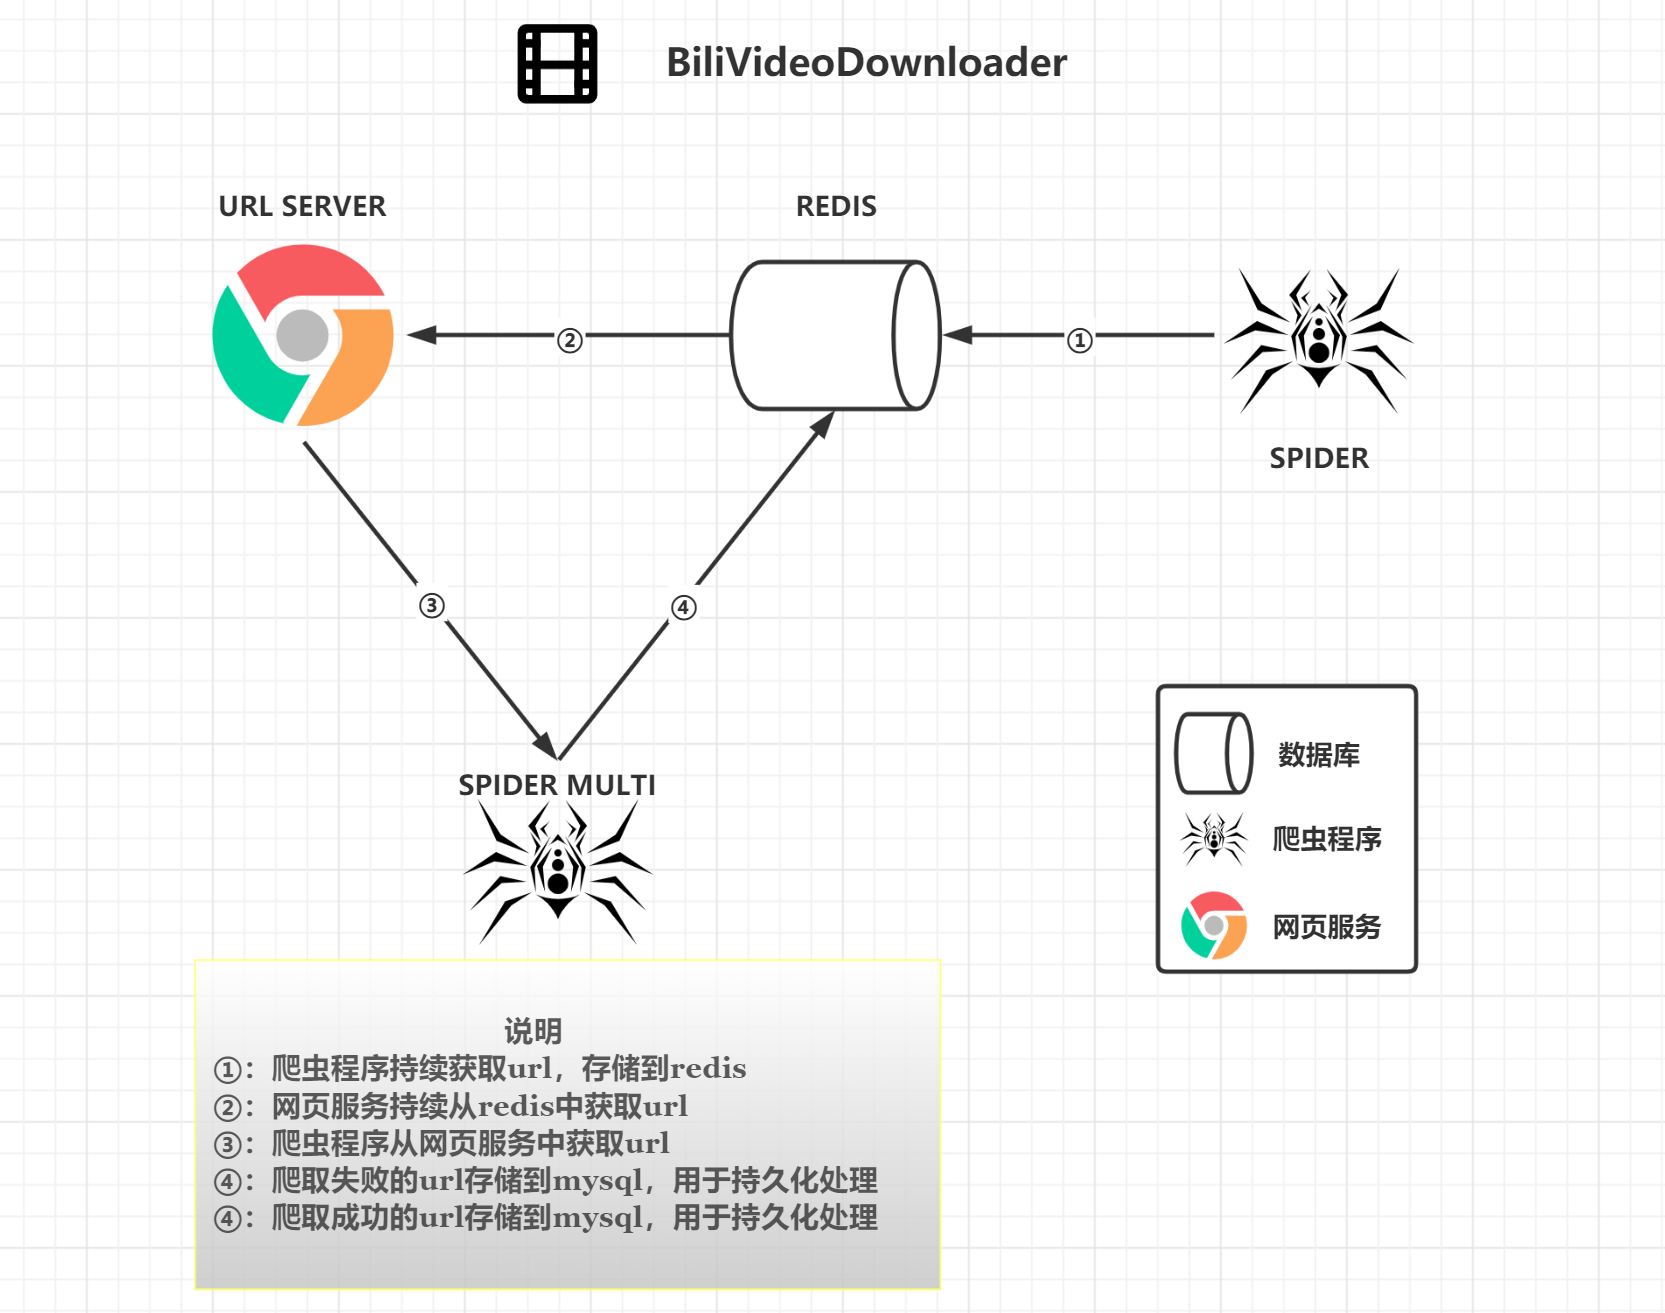 BiliVideoDownloader
URL SERVER
REDIS
②
①
SPIDER
③
④
SPIDER MULTI
数据库
爬虫程序
网页服务
说明
①：爬虫程序持续获取url，存储到redis
②：网页服务持续从redis中获取url
③：爬虫程序从网页服务中获取url
④：爬取失败的url存储到mysql，用于持久化处理
④：爬取成功的url存储到mysql，用于持久化处理